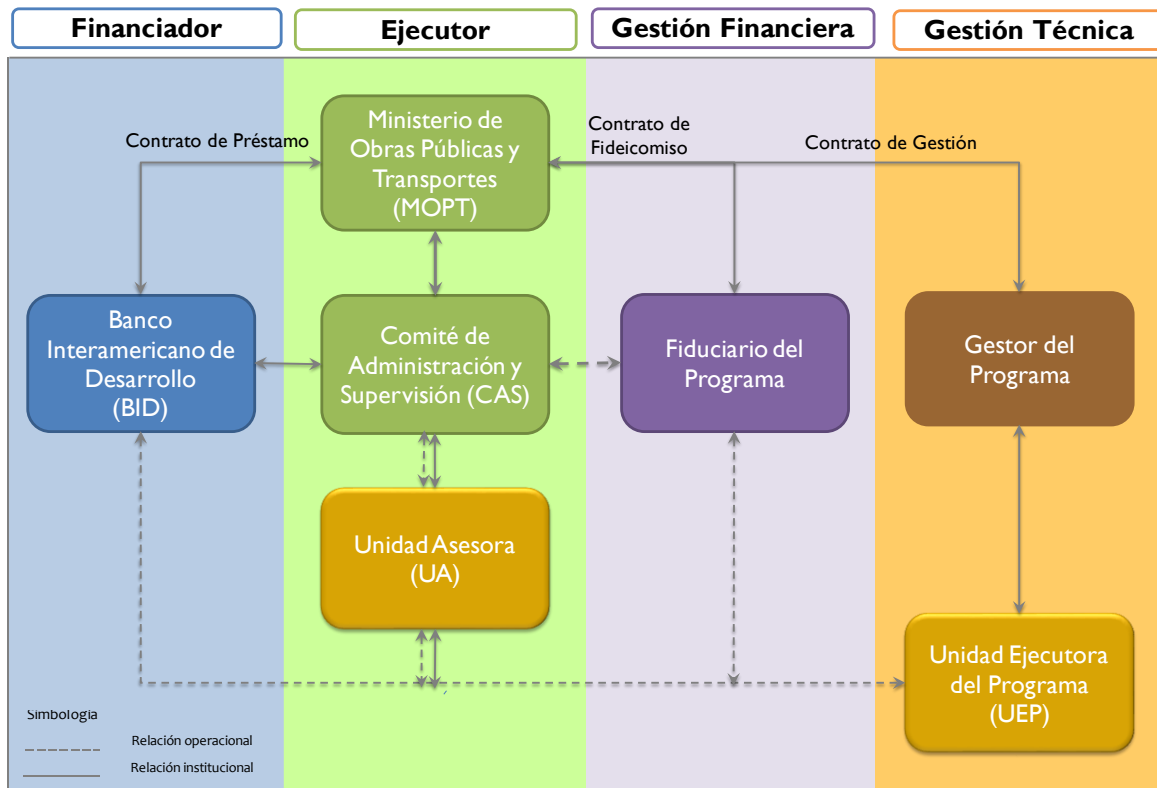 Financiador
Ejecutor
Gestión Financiera
Gestión Técnica
Contrato de Préstamo
Ministerio de
Obras Públicas y
Transportes
(MOPT)
Contrato de
Fideicomiso
Contrato de Gestión
Banco
Interamericano de
Desarrollo
(BID)
Comité de
Administración y
Supervisión (CAS)
Fiduciario del
Programa
Gestor del
Programa
Unidad Asesora
(UA)
Unidad Ejecutora
del Programa
(UEP)
Simbología
Relación operacional
Relación institucional